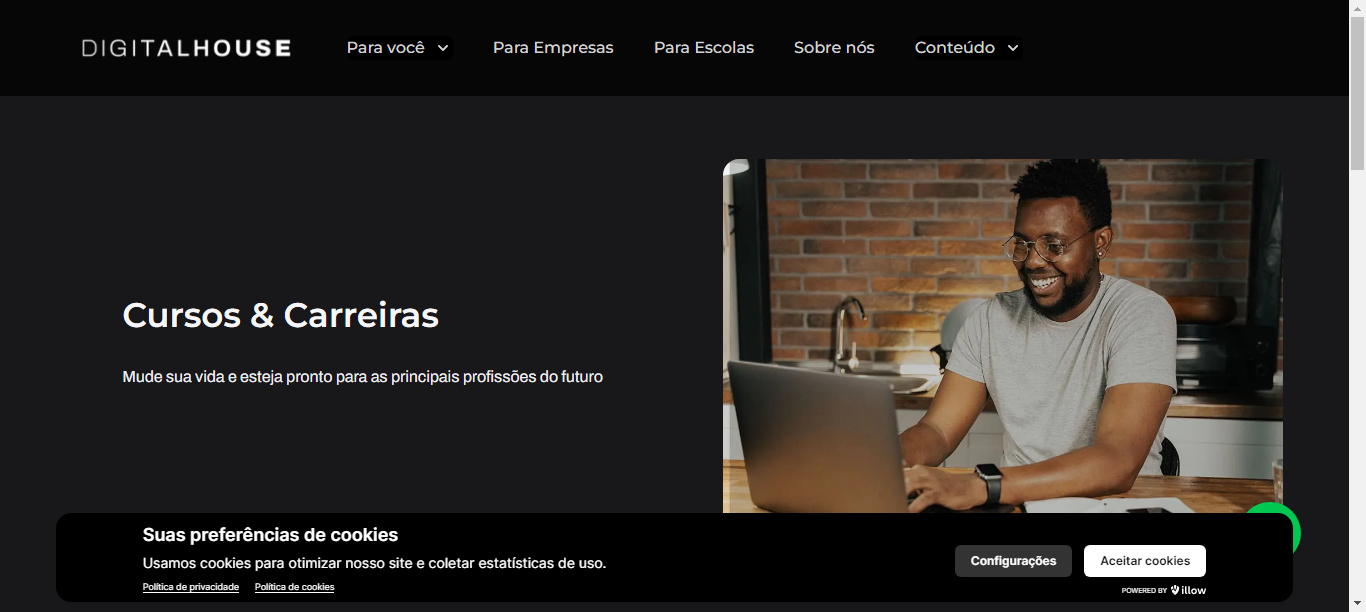 DIGITALHOUSE
Para você
Para Empresas
Para Escolas
Sobre nós
Conteúdo
Cursos & Carreiras
Mude sua vida e esteja pronto para as principais profissões do futuro
Suas preferências de cookies
Usamos cookies para otimizar nosso site e coletar estatísticas de uso.
Política de privacidade
Política de cookies
Configurações
Aceitar cookies
POWERED BY illow